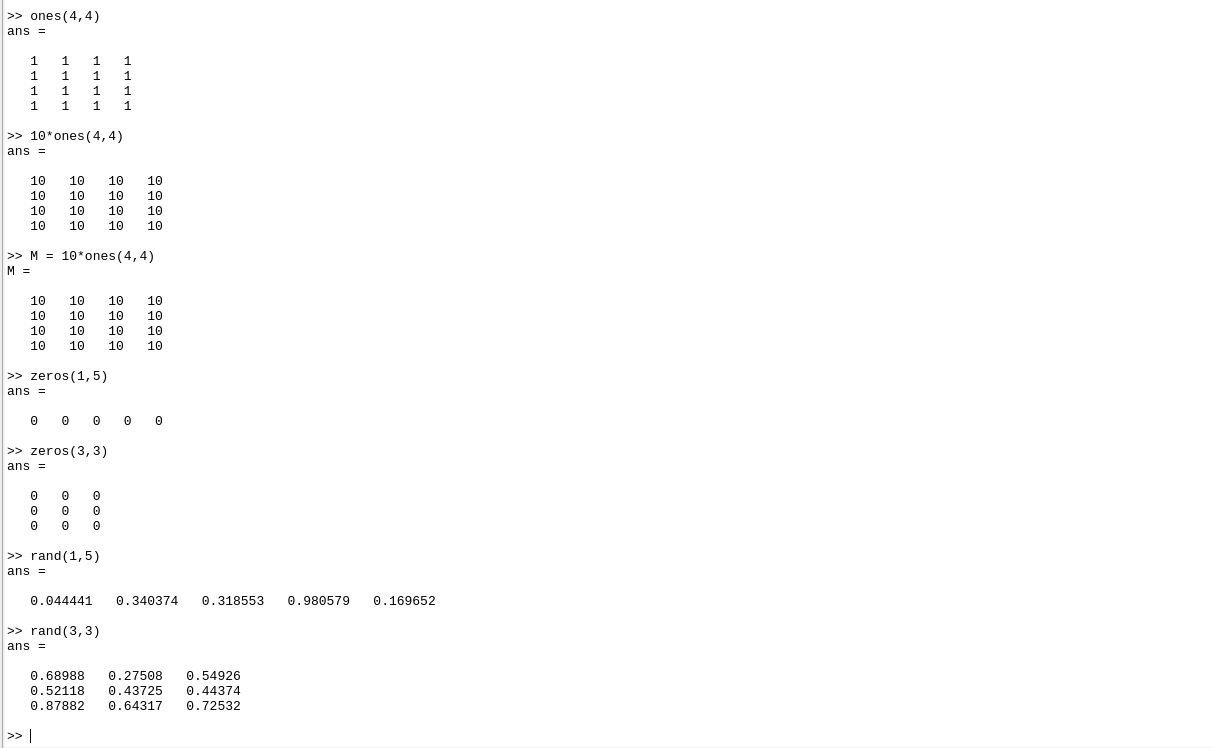 >> ones(4,4)
ans =
   1   1   1   1
   1   1   1   1
   1   1   1   1
   1   1   1   1
>> 10*ones(4,4)
ans =
   10   10   10   10
   10   10   10   10
   10   10   10   10
   10   10   10   10
>> M = 10*ones(4,4)
M =
   10   10   10   10
   10   10   10   10
   10   10   10   10
   10   10   10   10
>> zeros(1,5)
ans =
   0   0   0   0   0
>> zeros(3,3)
ans =
   0   0   0
   0   0   0
   0   0   0
>> rand(1,5)
ans =
   0.044441   0.340374   0.318553   0.980579   0.169652
>> rand(3,3)
ans =
   0.68988   0.27508   0.54926
   0.52118   0.43725   0.44374
   0.87882   0.64317   0.72532
>>